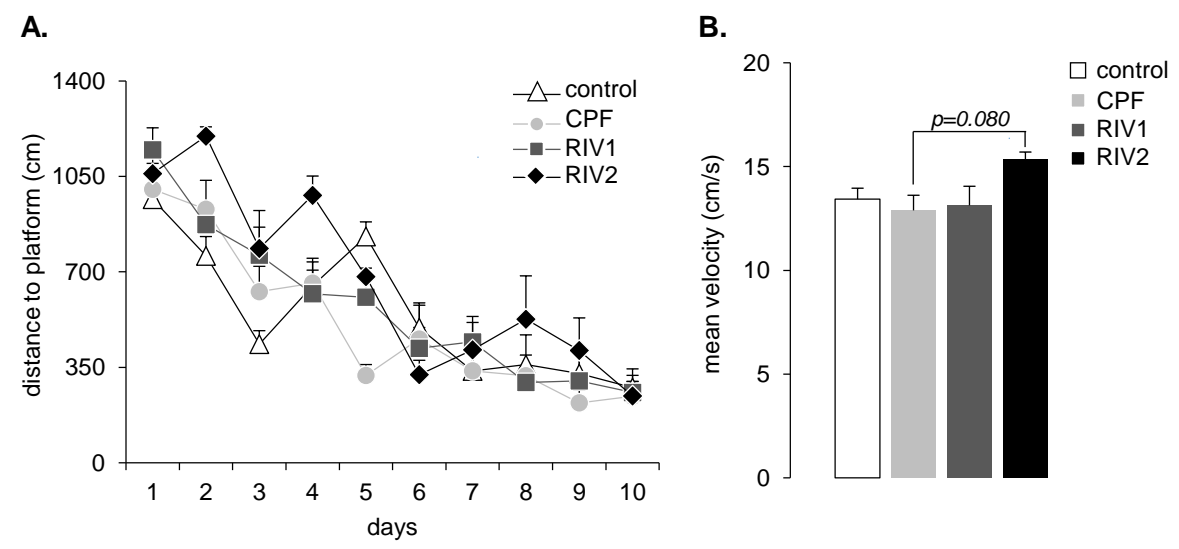 A.
1400
1050
700
350
0
distance to platform (cm)
1
2
3
4
5
6
7
8
9
10
days
control
CPF
RIV1
RIV2
B.
20
15
10
5
0
mean velocity (cm/s)
p=0.080
control
CPF
RIV1
RIV2